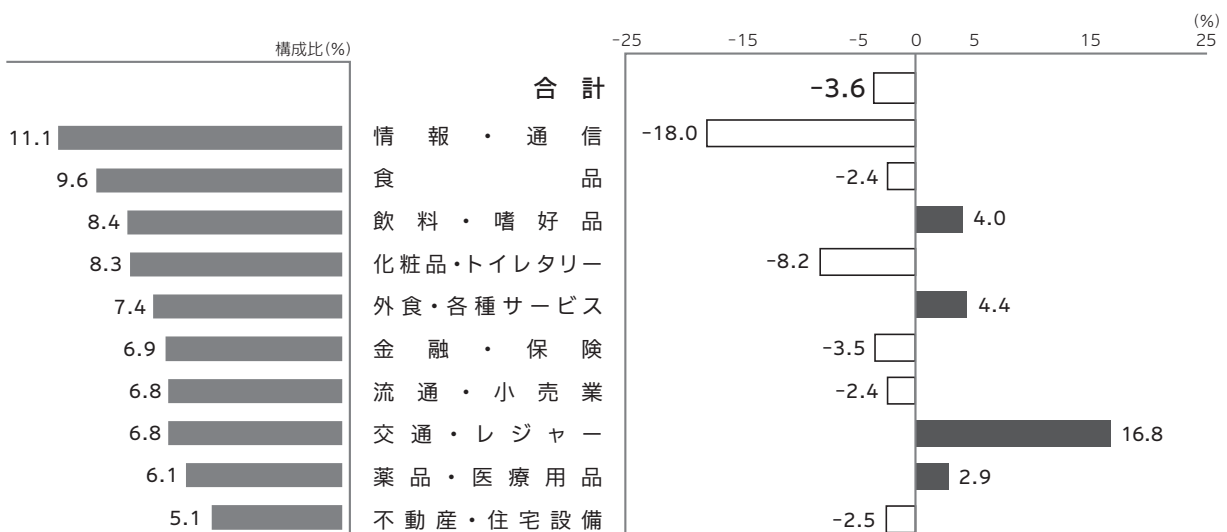 (%)
構成比(%)
-25 -15 -5 0 5 15 25
合計 -3.6
11.1 情報・通信 -18.0
9.6 食品 -2.4
8.4 飲料・嗜好品 4.0
8.3 化粧品・トイレタリー -8.2
7.4 外食・各種サービス 4.4
6.9 金融・保険 -3.5
6.8 流通・小売業 -2.4
6.8 交通・レジャー 16.8
6.1 薬品・医療用品 2.9
5.1 不動産・住宅設備 -2.5